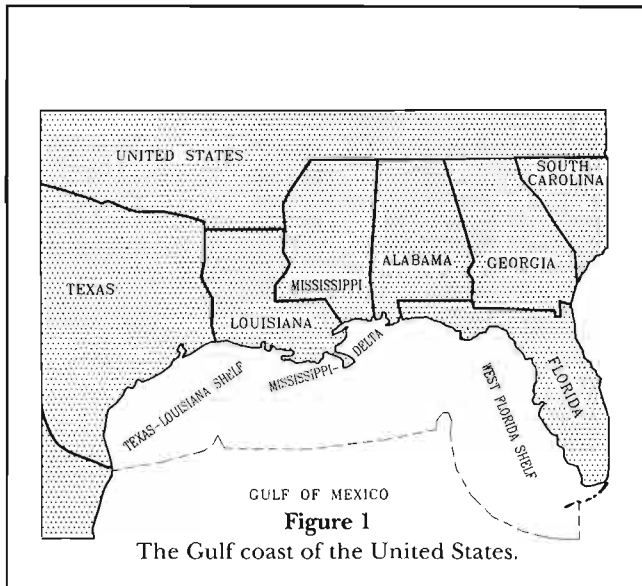 UNITED STATES
SOUTH
CAROLINA
TEXAS
LOUISIANA
MISSISSIPPI
ALABAMA
GEORGIA
FLORIDA
TEXAS-LOUISIANA SHELF
MISSISSIPPI-
DELTA
WEST FLORIDA SHELF
GULF OF MEXICO
Figure 1
The Gulf coast of the United States.